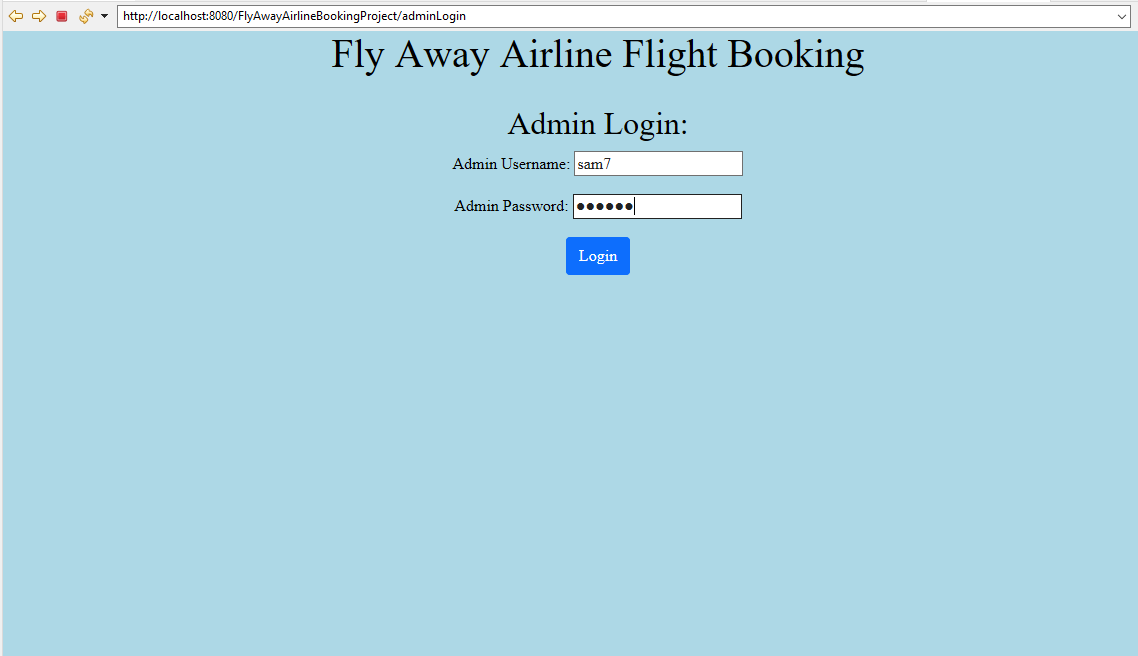 http://localhost:8080/FlyAwayAirlineBookingProject/adminLogin
Fly Away Airline Flight Booking
Admin Login:
Admin Username: sam7
Admin Password: ●●●●●●
Login